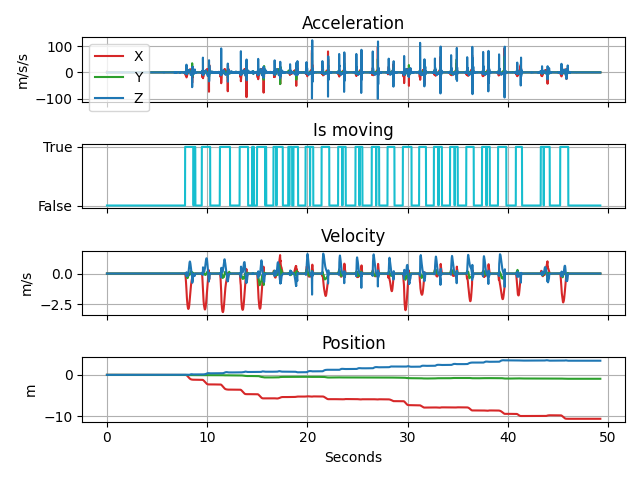 Acceleration
m/s/s
100
0
−100
X
Y
Z
Is moving
True
False
Velocity
m/s
0.0
−2.5
Position
m
0
−10
0 10 20 30 40 50
Seconds